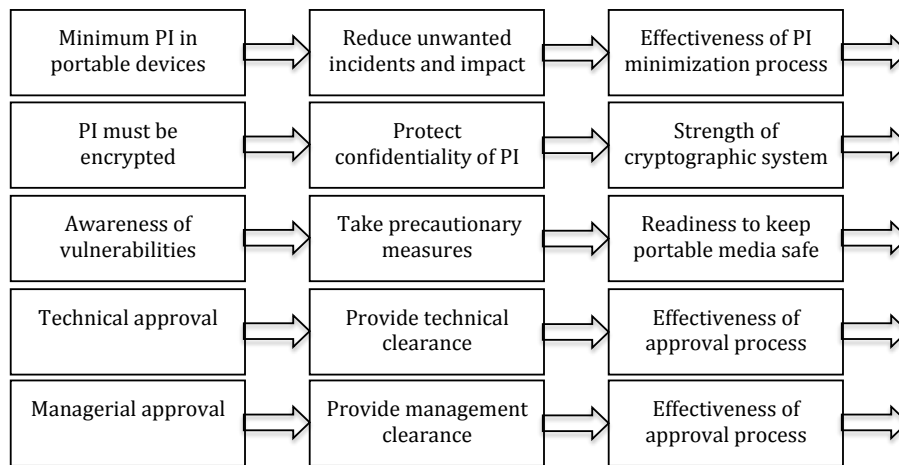 Minimum PI in
portable devices
Reduce unwanted
incidents and impact
Effectiveness of PI
minimization process
PI must be
encrypted
Protect
confidentiality of PI
Strength of
cryptographic system
Awareness of
vulnerabilities
Take precautionary
measures
Readiness to keep
portable media safe
Technical approval
Provide technical
clearance
Effectiveness of
approval process
Managerial approval
Provide management
clearance
Effectiveness of
approval process